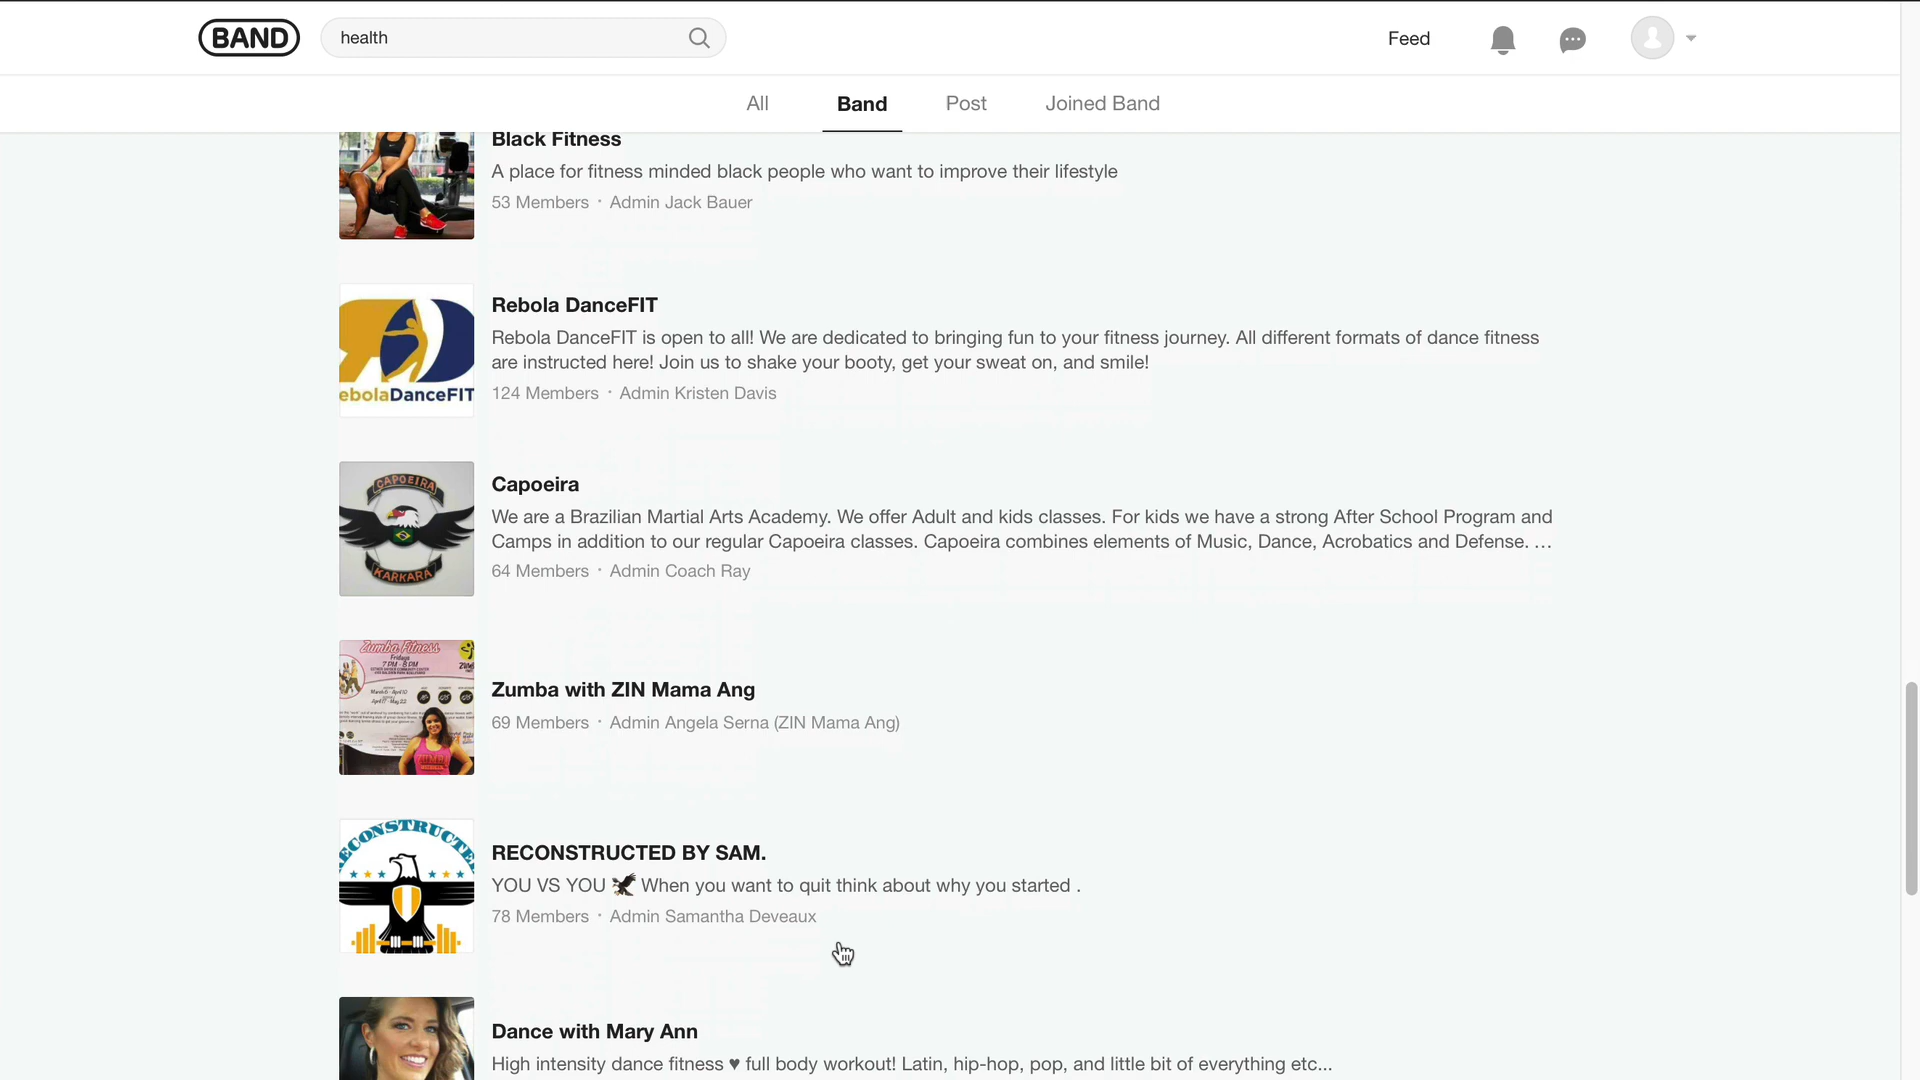 BAND
health
Feed
All
Band
Post
Joined Band
Black Fitness
A place for fitness minded black people who want to improve their lifestyle
53 Members · Admin Jack Bauer
Rebola DanceFIT
Rebola DanceFIT is open to all! We are dedicated to bringing fun to your fitness journey. All different formats of dance fitness
are instructed here! Join us to shake your booty, get your sweat on, and smile!
124 Members · Admin Kristen Davis
ebolaDanceFIT
Capoeira
We are a Brazilian Martial Arts Academy. We offer Adult and kids classes. For kids we have a strong After School Program and
Camps in addition to our regular Capoeira classes. Capoeira combines elements of Music, Dance, Acrobatics and Defense. ...
64 Members · Admin Coach Ray
CAPOEIRA
KARKARA
Zumba Fitness
Fridays
7 PM - 8 PM
Zumba with ZIN Mama Ang
69 Members · Admin Angela Serna (ZIN Mama Ang)
ECONSTRUCTE
RECONSTRUCTED BY SAM.
YOU VS YOU 🦅 When you want to quit think about why you started .
78 Members · Admin Samantha Deveaux
Dance with Mary Ann
High intensity dance fitness ♥ full body workout! Latin, hip-hop, pop, and little bit of everything etc...